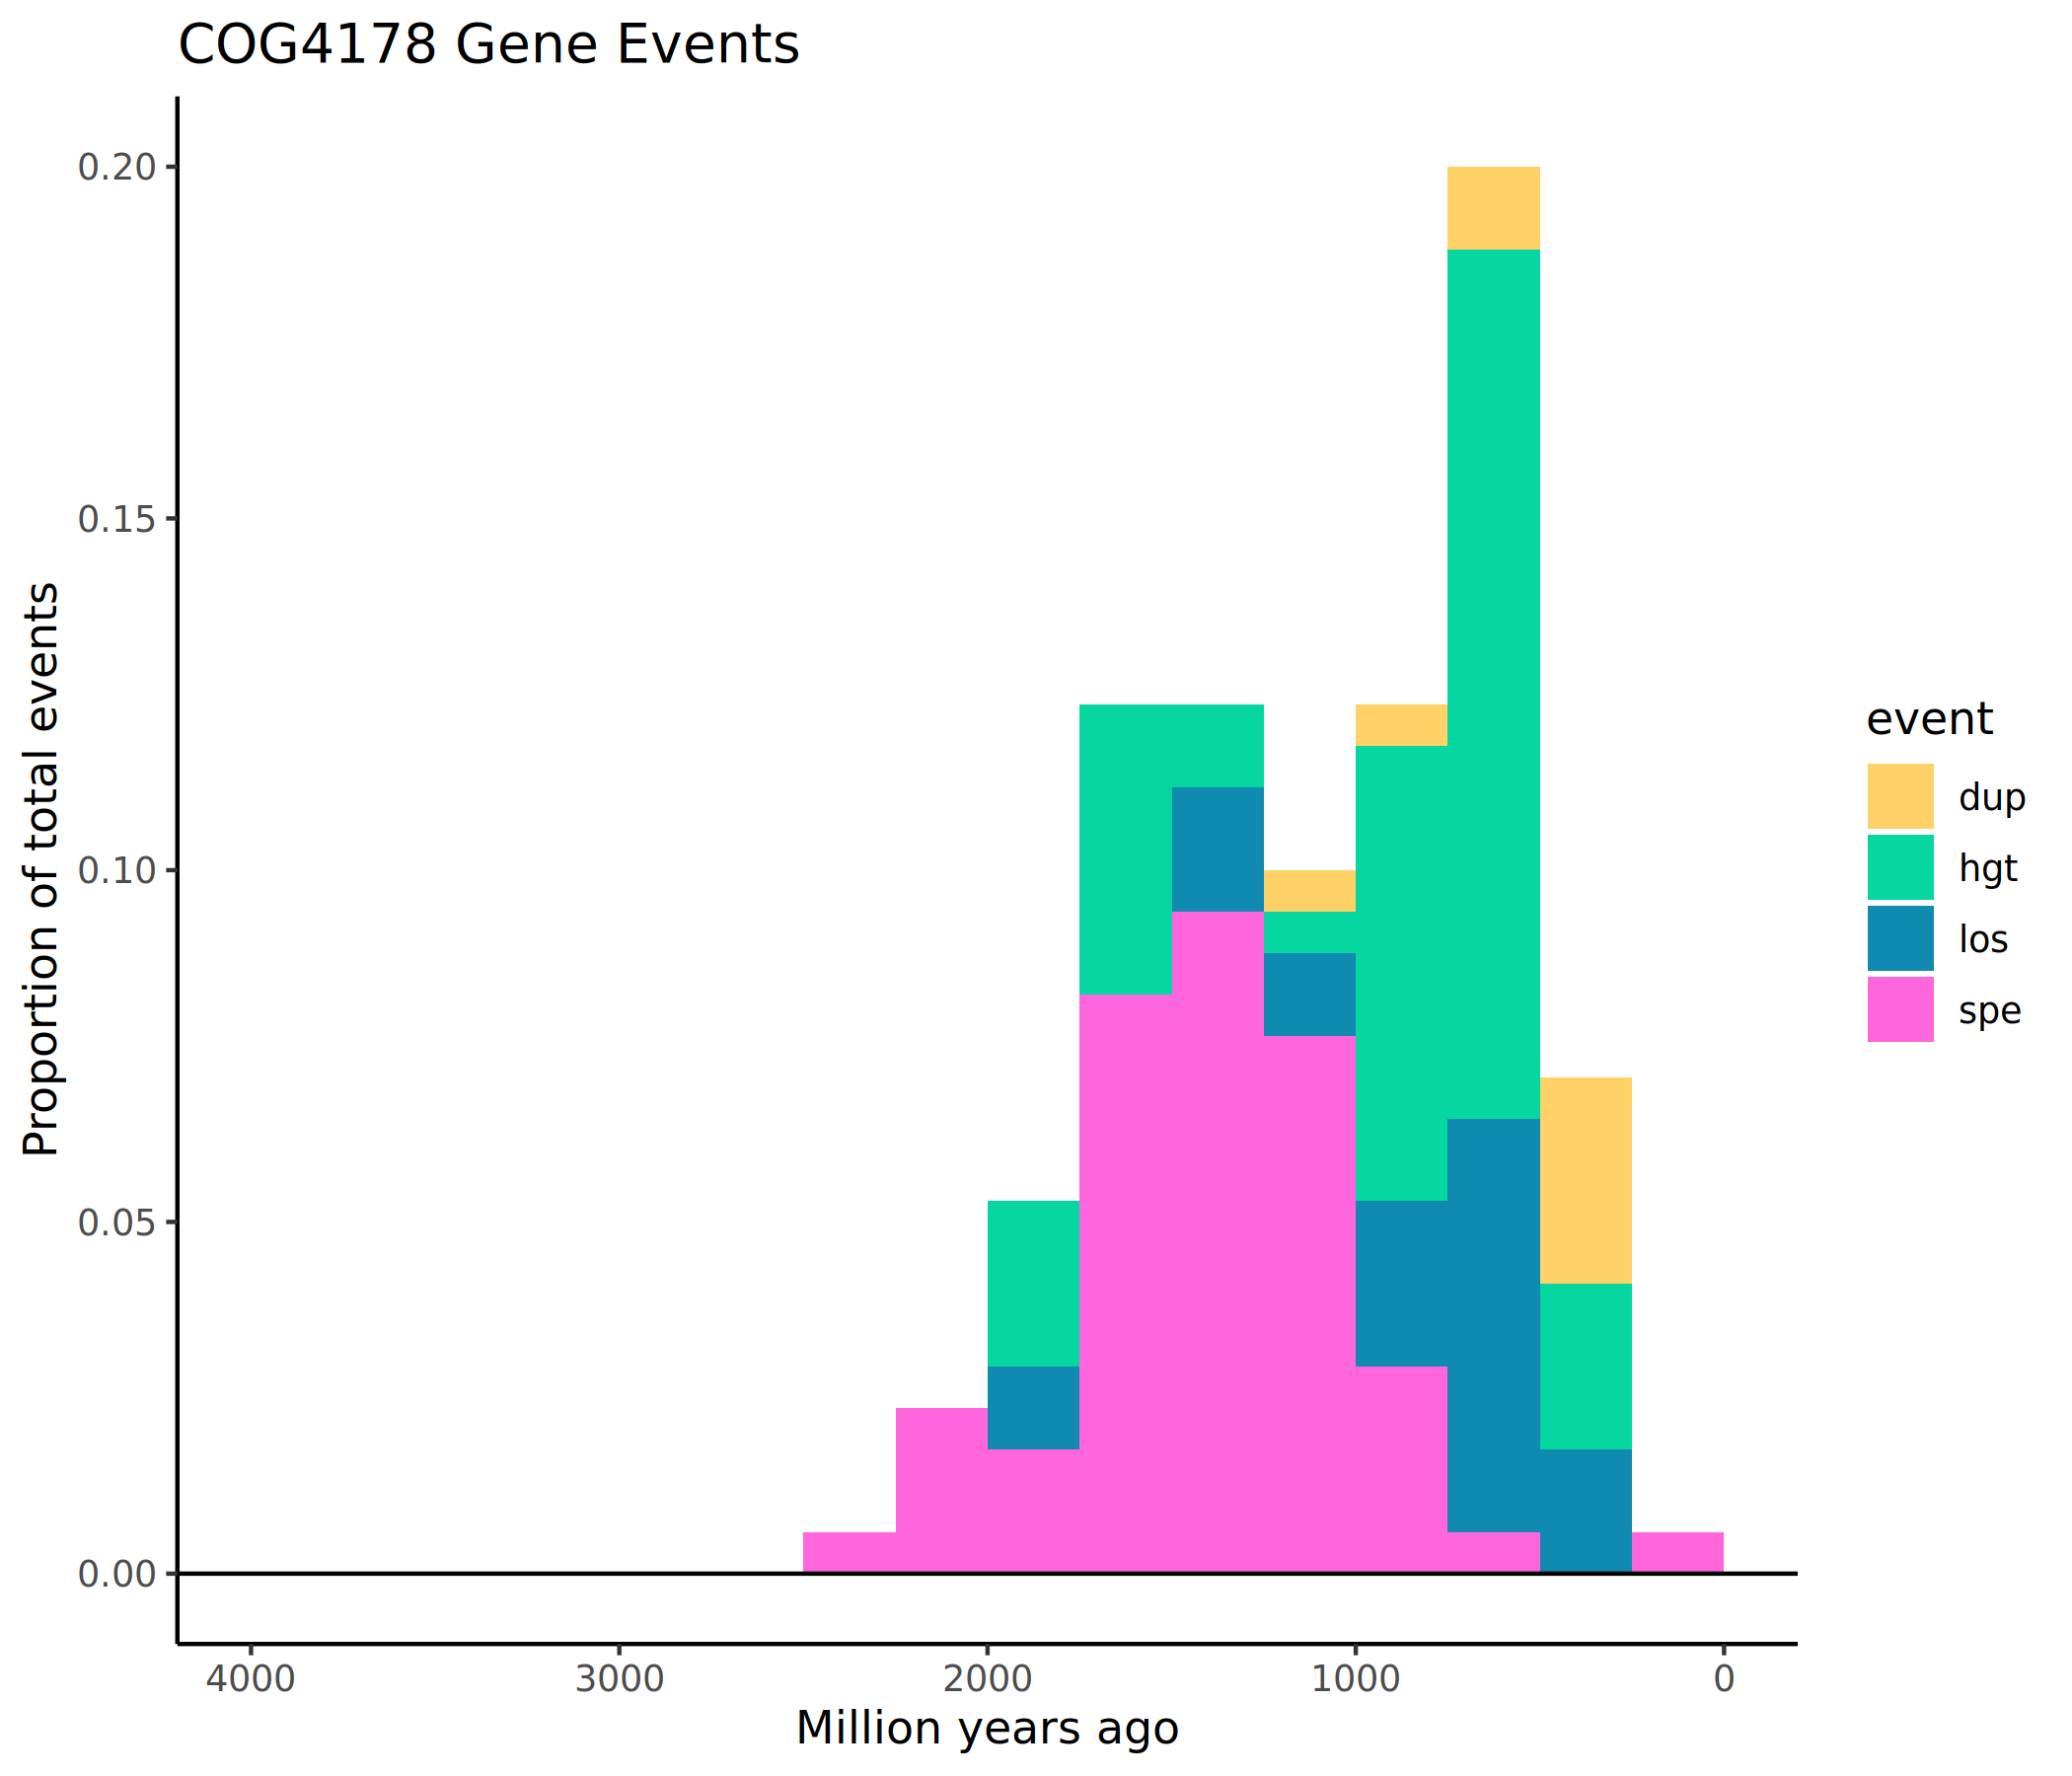 COG4178 Gene Events
Proportion of total events
0.20
0.15
0.10
0.05
0.00
4000 3000 2000 1000 0
Million years ago
event
dup
hgt
los
spe